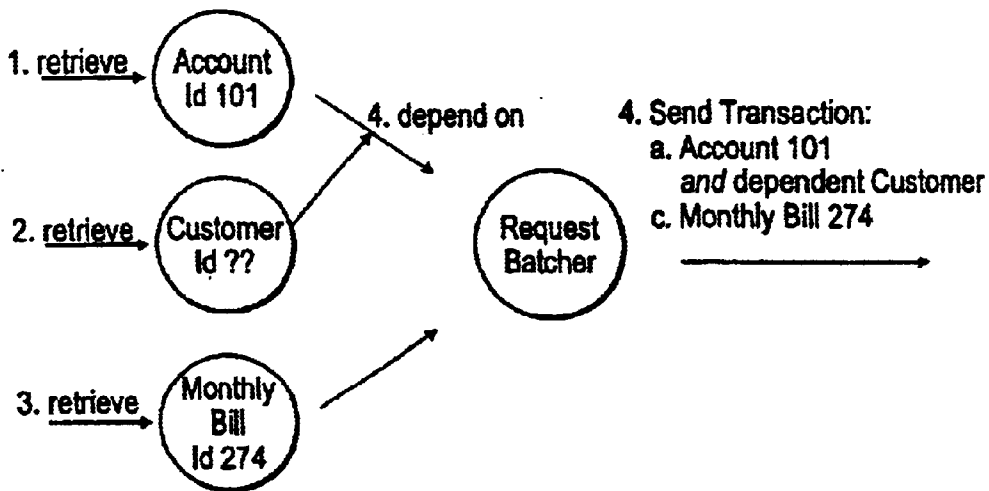 1. retrieve
Account
Id 101
4. depend on
4. Send Transaction:
a. Account 101
and dependent Customer
c. Monthly Bill 274
2. retrieve
Customer
Id ??
Request
Batcher
3. retrieve
Monthly
Bill
Id 274